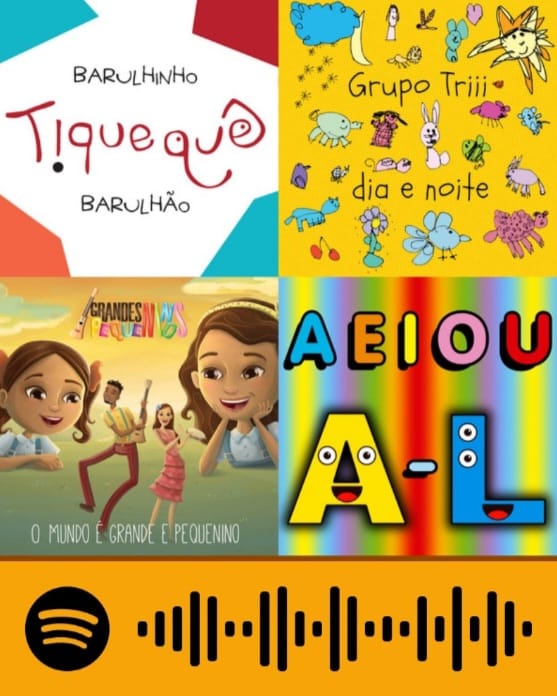 BARULHINHO
Tiquequê
BARULHÃO
Grupo Triii
dia e noite
GRANDES
PEQUENINOS
O MUNDO É GRANDE E PEQUENINO
AEIOU
A-L